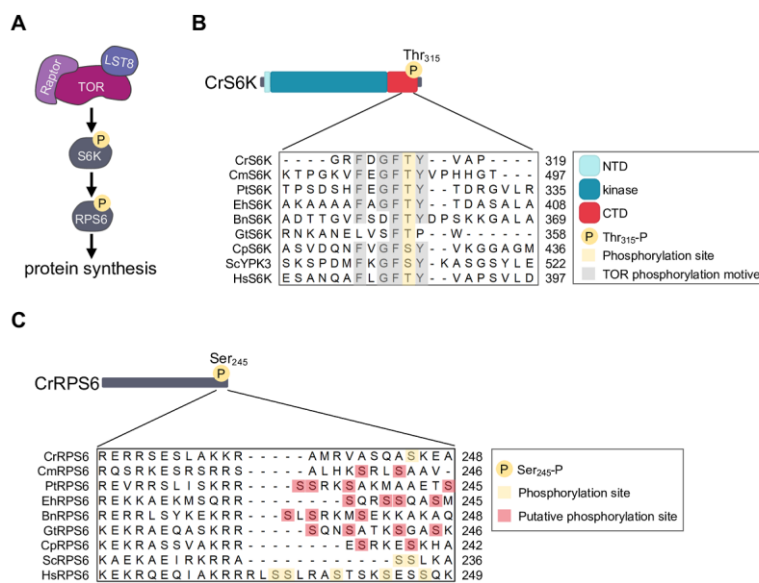 A
Raptor
LST8
TOR
P
S6K
P
RPS6
protein synthesis
B
Thr315
P
CrS6K
CrS6K - - - - G R F D G F T Y - - V A P - - - - 319
CmS6K K T P G K V F E G F T Y V P H H G T - - - 497
PtS6K T P S D S H F E G F T Y - - T D R G V L R 335
EhS6K A K A A A A F A G F T Y - - T D A S A L A 408
BnS6K A D T T G V F S D F T Y D P S K K G A L A 369
GtS6K R N K A N E L V S F T P - - W - - - - - - 358
CpS6K A S V D Q N F V G F S Y - - V K G G A G M 436
ScYPK3 S K S P D M F K G F S Y - - K A S G S Y L E 522
HsS6K E S A N Q A F L G F T Y - - V A P S V L D 397
NTD
kinase
CTD
P Thr315-P
Phosphorylation site
TOR phosphorylation motive
C
Ser245
P
CrRPS6
CrRPS6 R E R R S E S L A K K R - - - - - A M R V A S Q A S K E A 248
CmRPS6 R Q S R K E S R S R R S - - - - - A L H K S R L S A A V - 246
PtRPS6 R E V R R S L I S K R R - - - - S S R K S A K M A A E T S 245
EhRPS6 R E K K A E K M S Q R R - - - - - - - S Q R S S Q A S M 245
BnRPS6 R E R R L S Y K E K R R - - - S L S R K M S E K K A K A Q 248
GtRPS6 K E K R A E Q A S K R R - - - - - S Q N S A T K S G A S K 246
CpRPS6 K E K R A S S V A K R R - - - - - - - - E S R K E S K H A 242
ScRPS6 K A E K A E I R K R R A - - - - - - - - - - - S S L K A 236
HsRPS6 K E K R Q E Q I A K R R R L S S L R A S T S K S E S S Q K 249
P Ser245-P
Phosphorylation site
Putative phosphorylation site